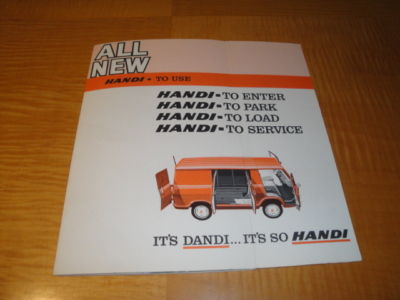 ALL
NEW
HANDI - TO USE
HANDI - TO ENTER
HANDI - TO PARK
HANDI - TO LOAD
HANDI - TO SERVICE
IT'S DANDI... IT'S SO HANDI